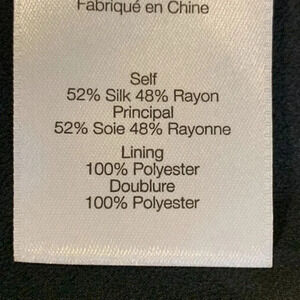 Fabriqué en Chine
Self
52% Silk 48% Rayon
Principal
52% Soie 48% Rayonne
Lining
100% Polyester
Doublure
100% Polyester